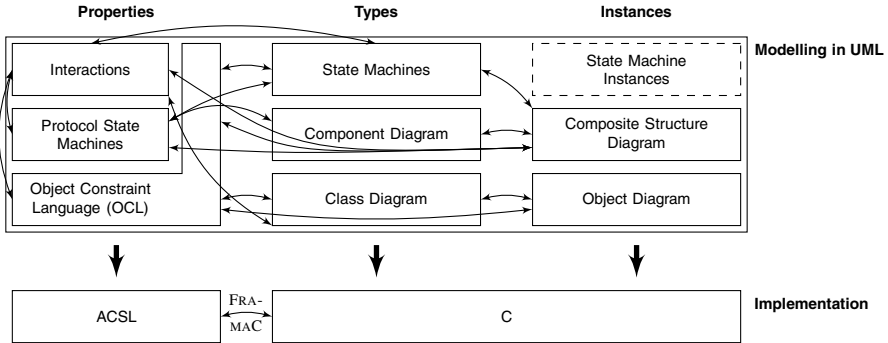 Properties
Types
Instances
Modelling in UML
Interactions
State Machines
State Machine
Instances
Protocol State
Machines
Component Diagram
Composite Structure
Diagram
Object Constraint
Language (OCL)
Class Diagram
Object Diagram
Implementation
ACSL
FRA-
MAC
C